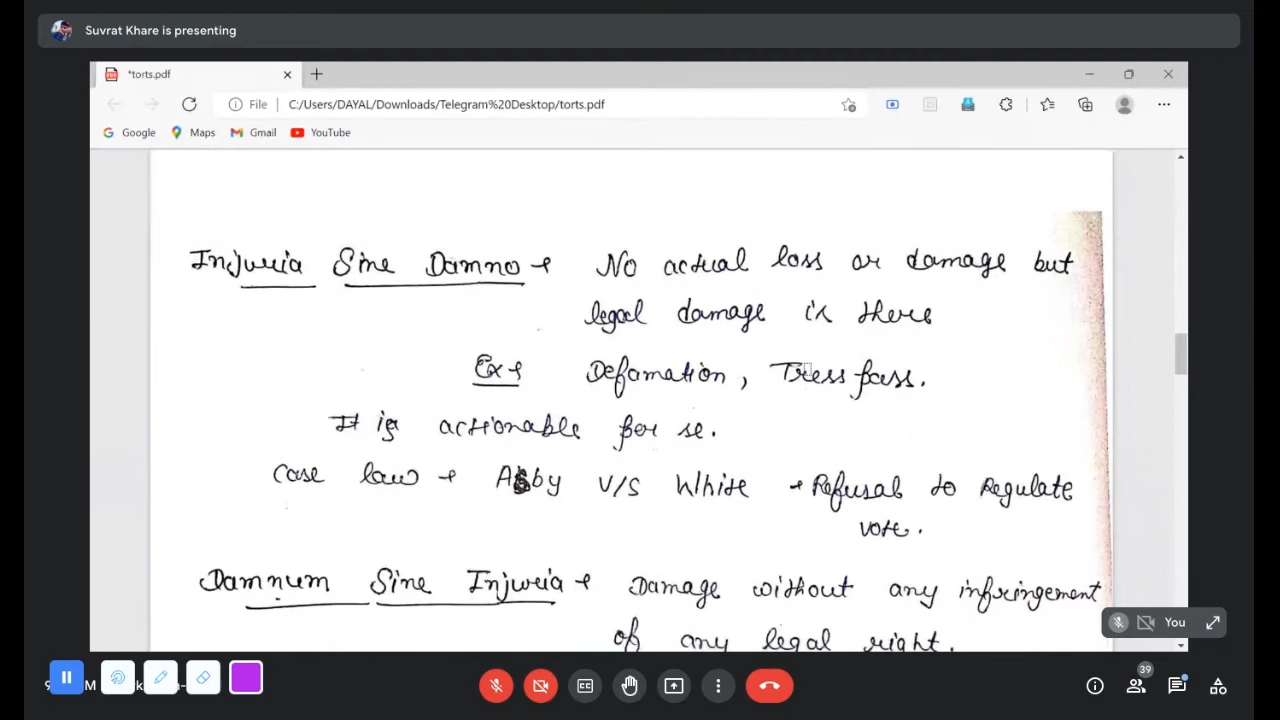 Suvrat Khare is presenting
*torts.pdf
File C:/Users/DAYAL/Downloads/Telegram%20Desktop/torts.pdf
Google Maps Gmail YouTube
Injuria Sine Damno → No actual loss or damage but
legal damage is there
Ex → Defamation, Tress pass.
It is actionable per se.
Case law → Asby V/S White → Refusal to Regulate
vote.
Damnum Sine Injuria → Damage without any infringement
of any legal right.
You
39